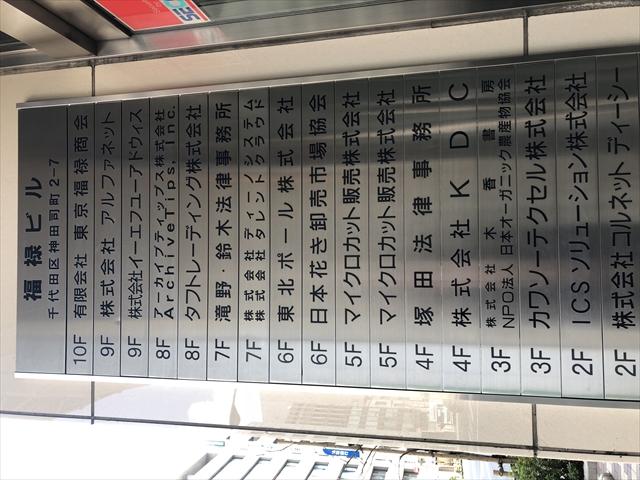 福禄ビル
千代田区神田司町2-7
10F 有限会社 東京福禄商会
9F 株式会社 アルファネット
9F 株式会社イーエフユーアドヴィス
8F アーカイブティップス株式会社
ArchiveTips, Inc.
8F タフトレーディング株式会社
7F 滝野・鈴木法律事務所
7F 株式会社 ディーノシステム
株式会社 タレントクラウド
6F 東北ポール株式会社
6F 日本花き卸売市場協会
5F マイクロカット販売株式会社
5F マイクロカット販売株式会社
4F 塚田法律事務所
4F 株式会社KDC
3F 株式会社木香書房
NPO法人 日本オーガニック農産物協会
3F カワソーテクセル株式会社
2F ICSソリューション株式会社
2F 株式会社コルネットディーシー